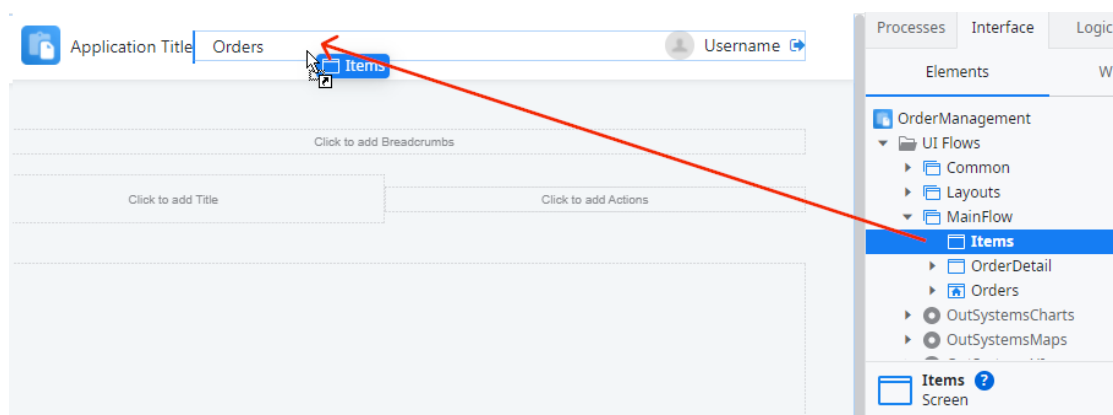 Application Title
Orders
Username
Items
Click to add Breadcrumbs
Click to add Title
Click to add Actions
Processes
Interface
Logic
Elements
W
OrderManagement
UI Flows
Common
Layouts
MainFlow
Items
OrderDetail
Orders
OutSystemsCharts
OutSystemsMaps
Items ?
Screen